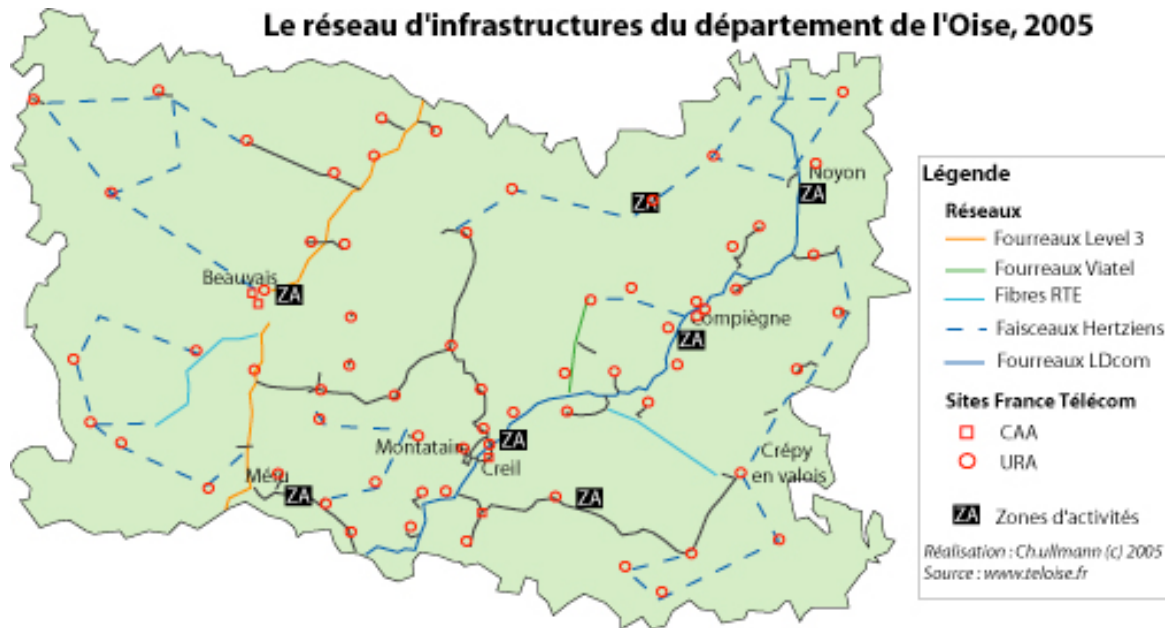 Le réseau d'infrastructures du département de l'Oise, 2005
Noyon
ZA
ZA
Beauvais
ZA
Compiègne
ZA
Montataire
ZA
Creil
Crêpy
en valois
Méru
ZA
ZA
Légende
Réseaux
Fourreaux Level 3
Fourreaux Viatel
Fibres RTE
Faisceaux Hertziens
Fourreaux LDcom
Sites France Télécom
CAA
URA
ZA Zones d'activités
Réalisation : Ch.ullmann (c) 2005
Source : www.teloise.fr